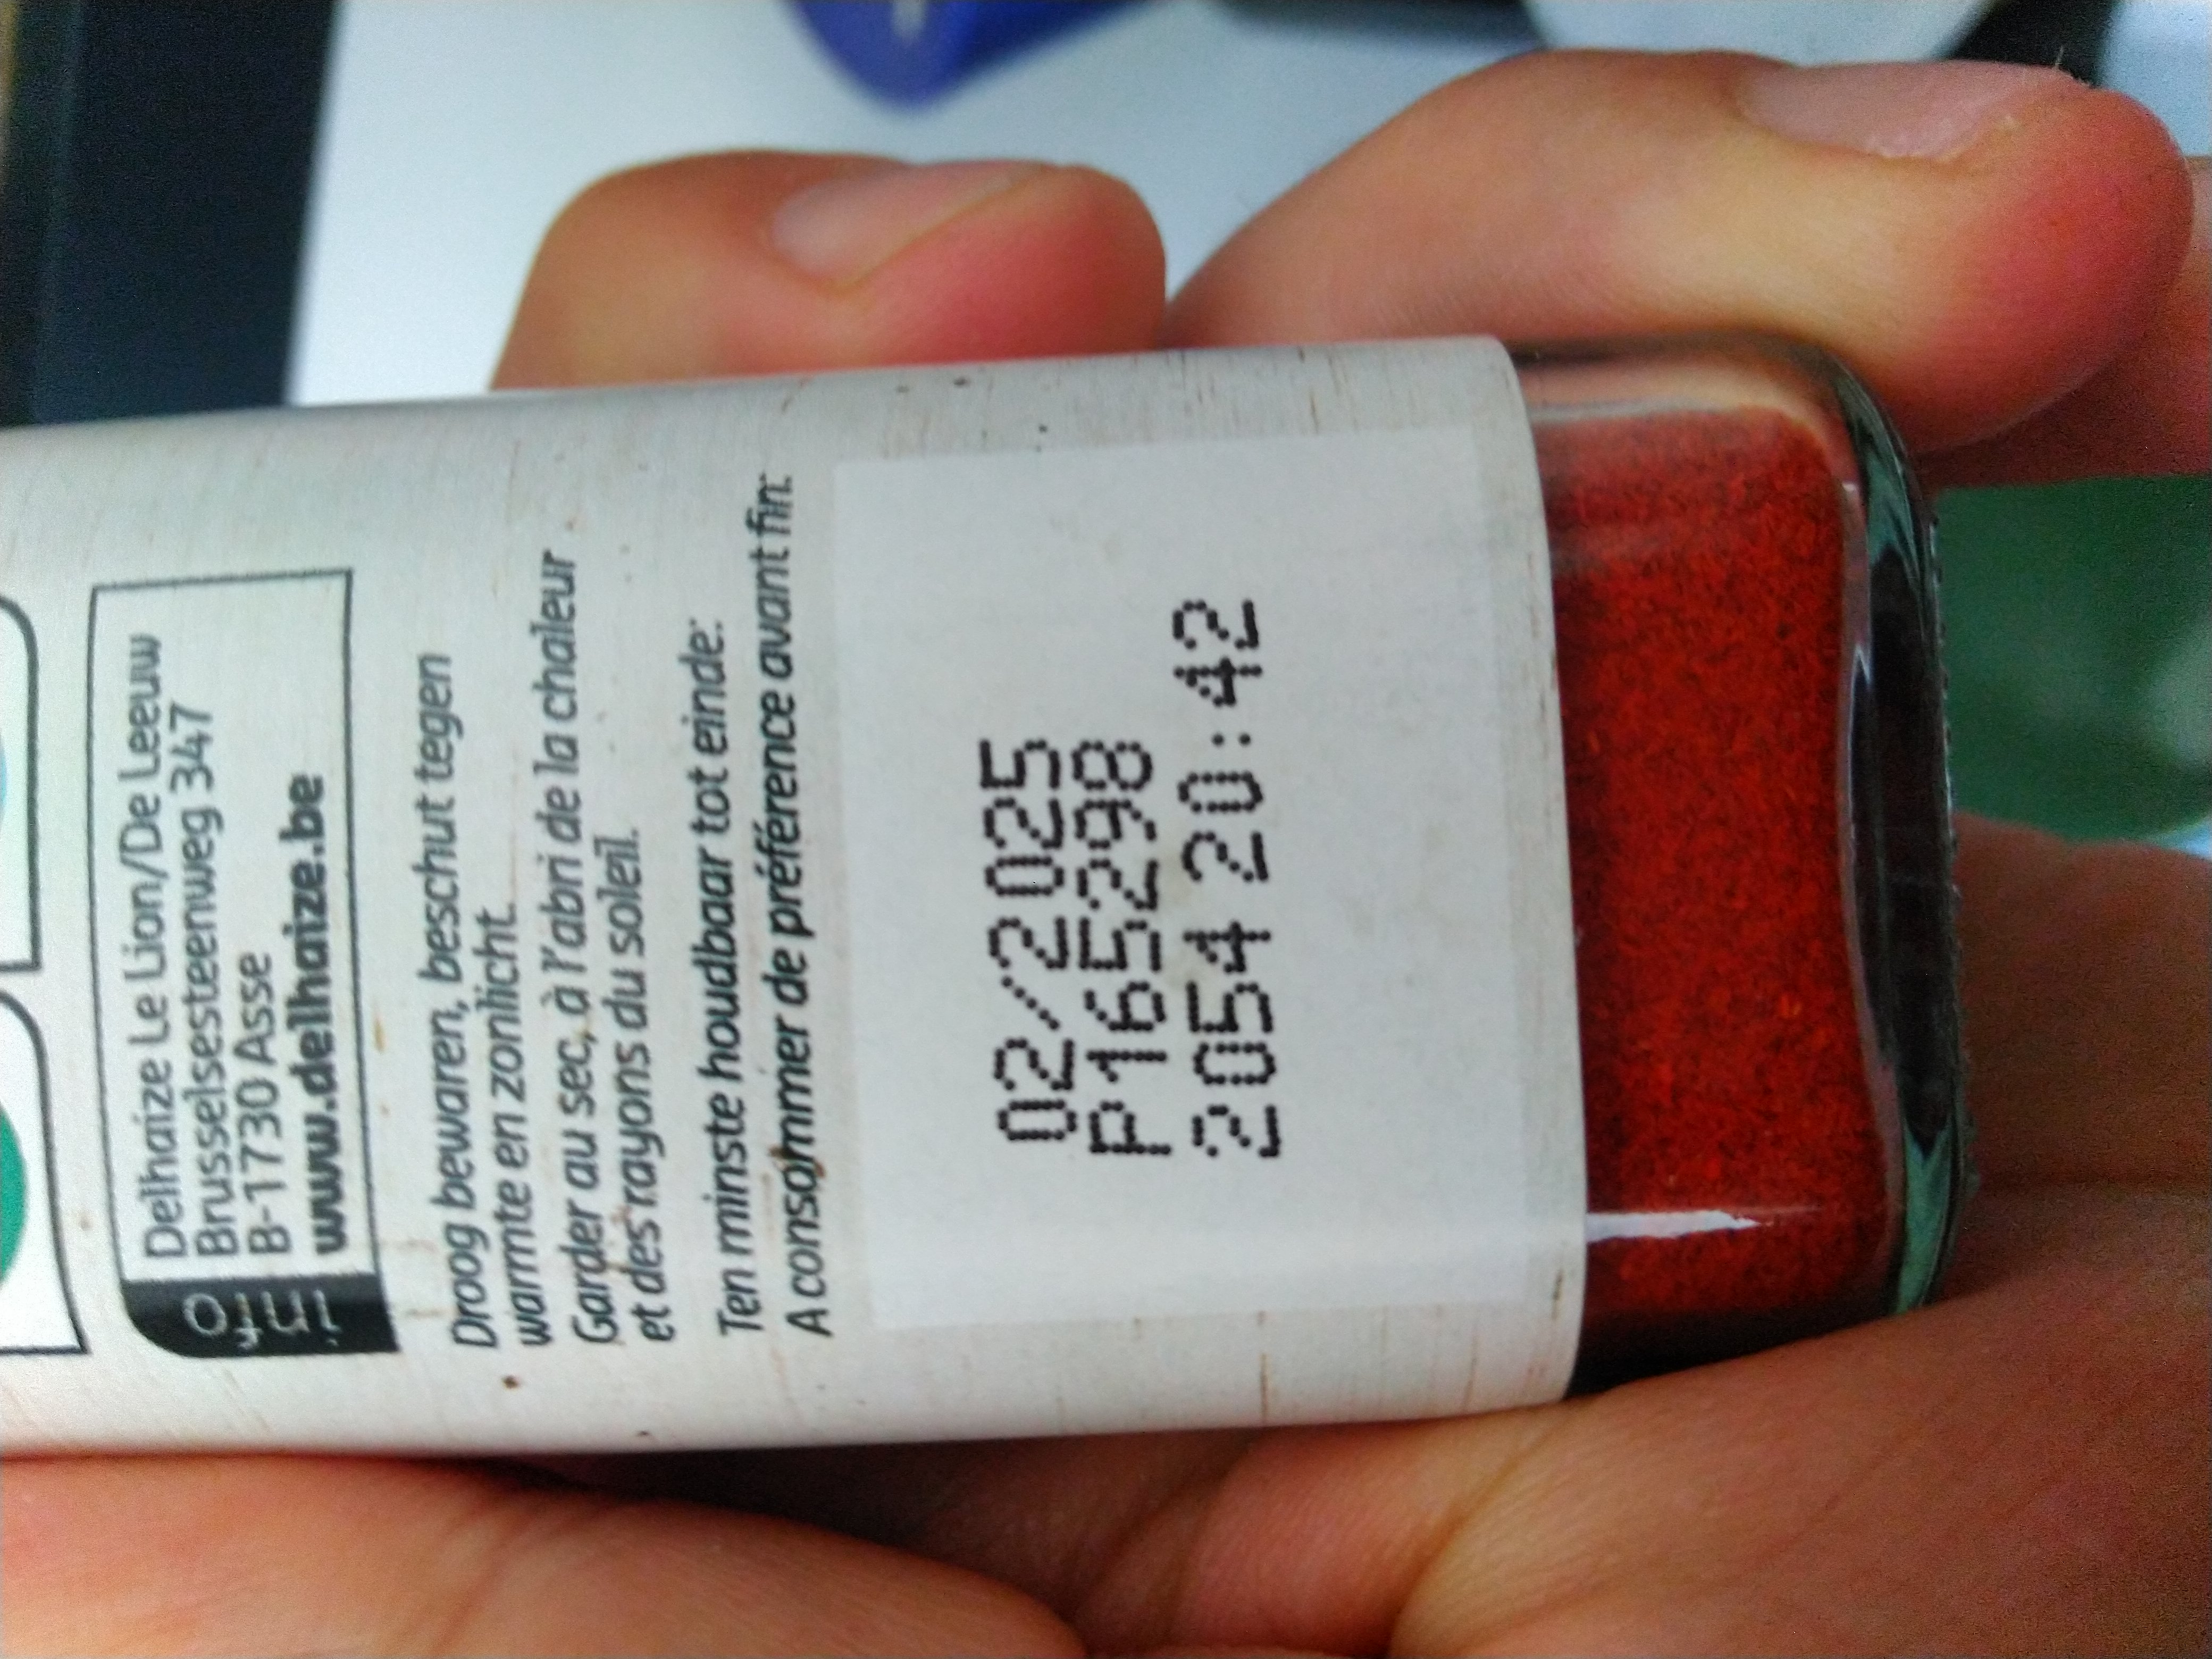 info
Delhaize Le Lion/De Leeuw
Brusselsesteenweg 347
B-1730 Asse
www.delhaize.be
Droog bewaren, beschut tegen
warmte en zonlicht.
Garder au sec, à l'abri de la chaleur
et des rayons du soleil.
Ten minste houdbaar tot einde:
A consommer de préférence avant fin:
02/2025
P165298
2054 20:42